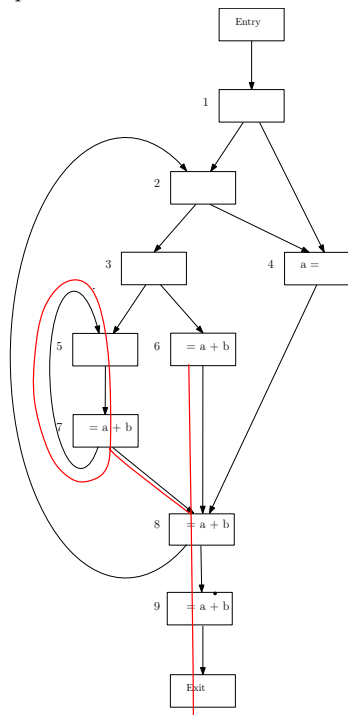 Entry
1
2
3
4 a =
5
6 = a + b
7 = a + b
8 = a + b
9 = a + b
Exit